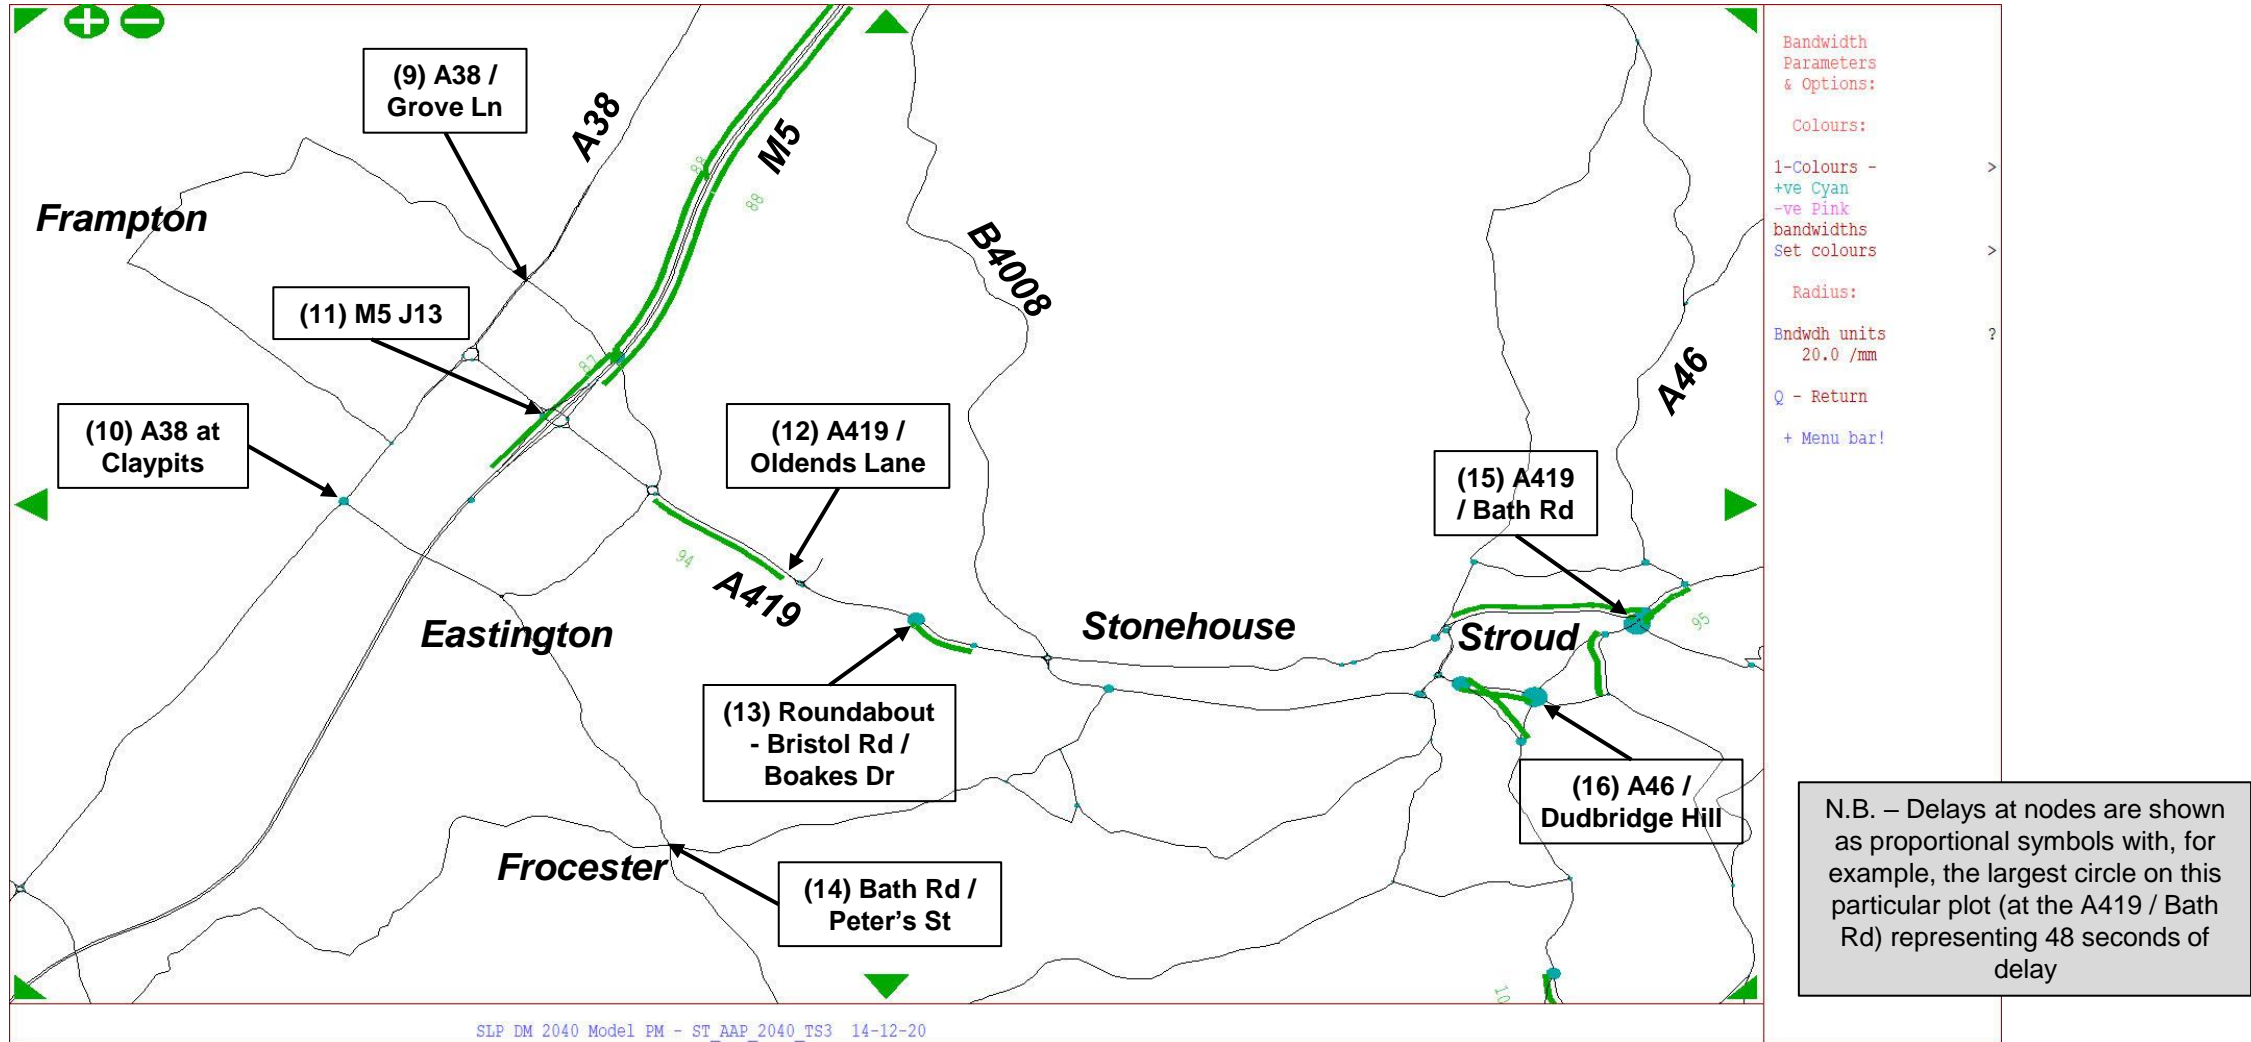 (9) A38 /
Grove Ln
A38
M5
88
88
Frampton
B4008
(11) M5 J13
87
A46
(10) A38 at
Claypits
(12) A419 /
Oldends Lane
(15) A419
/ Bath Rd
94
A419
95
Eastington
Stonehouse
Stroud
(13) Roundabout
- Bristol Rd /
Boakes Dr
(16) A46 /
Dudbridge Hill
Frocester
(14) Bath Rd /
Peter's St
10
SLP DM 2040 Model PM - ST_AAP_2040_TS3 14-12-20
Bandwidth
Parameters
& Options:
Colours:
1-Colours - >
+ve Cyan
-ve Pink
bandwidths
Set colours >
Radius:
Bndwdh units ?
20.0 /mm
Q - Return
+ Menu bar!
N.B. – Delays at nodes are shown
as proportional symbols with, for
example, the largest circle on this
particular plot (at the A419 / Bath
Rd) representing 48 seconds of
delay